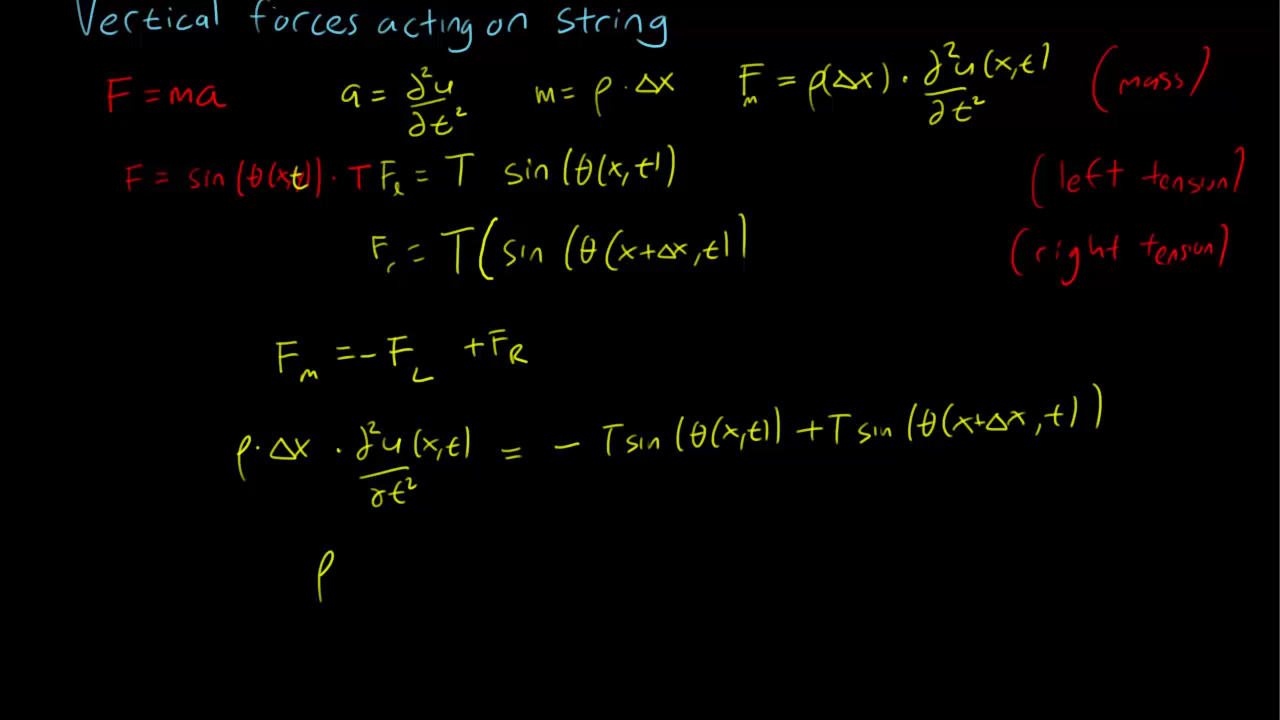 Vertical forces acting on string
F = ma a = ∂²u/∂t² m = ρ · Δx F_m = ρ(Δx) · ∂²u(x,t)/∂t² (mass)
F = sin(θ(x,t)) · T F_l = T sin(θ(x,t)) (left tension)
F_r = T(sin(θ(x+Δx,t)) (right tension)
F_m = -F_L + F_R
ρ · Δx · ∂²u(x,t)/∂t² = - T sin(θ(x,t)) + T sin(θ(x+Δx,t))
ρ